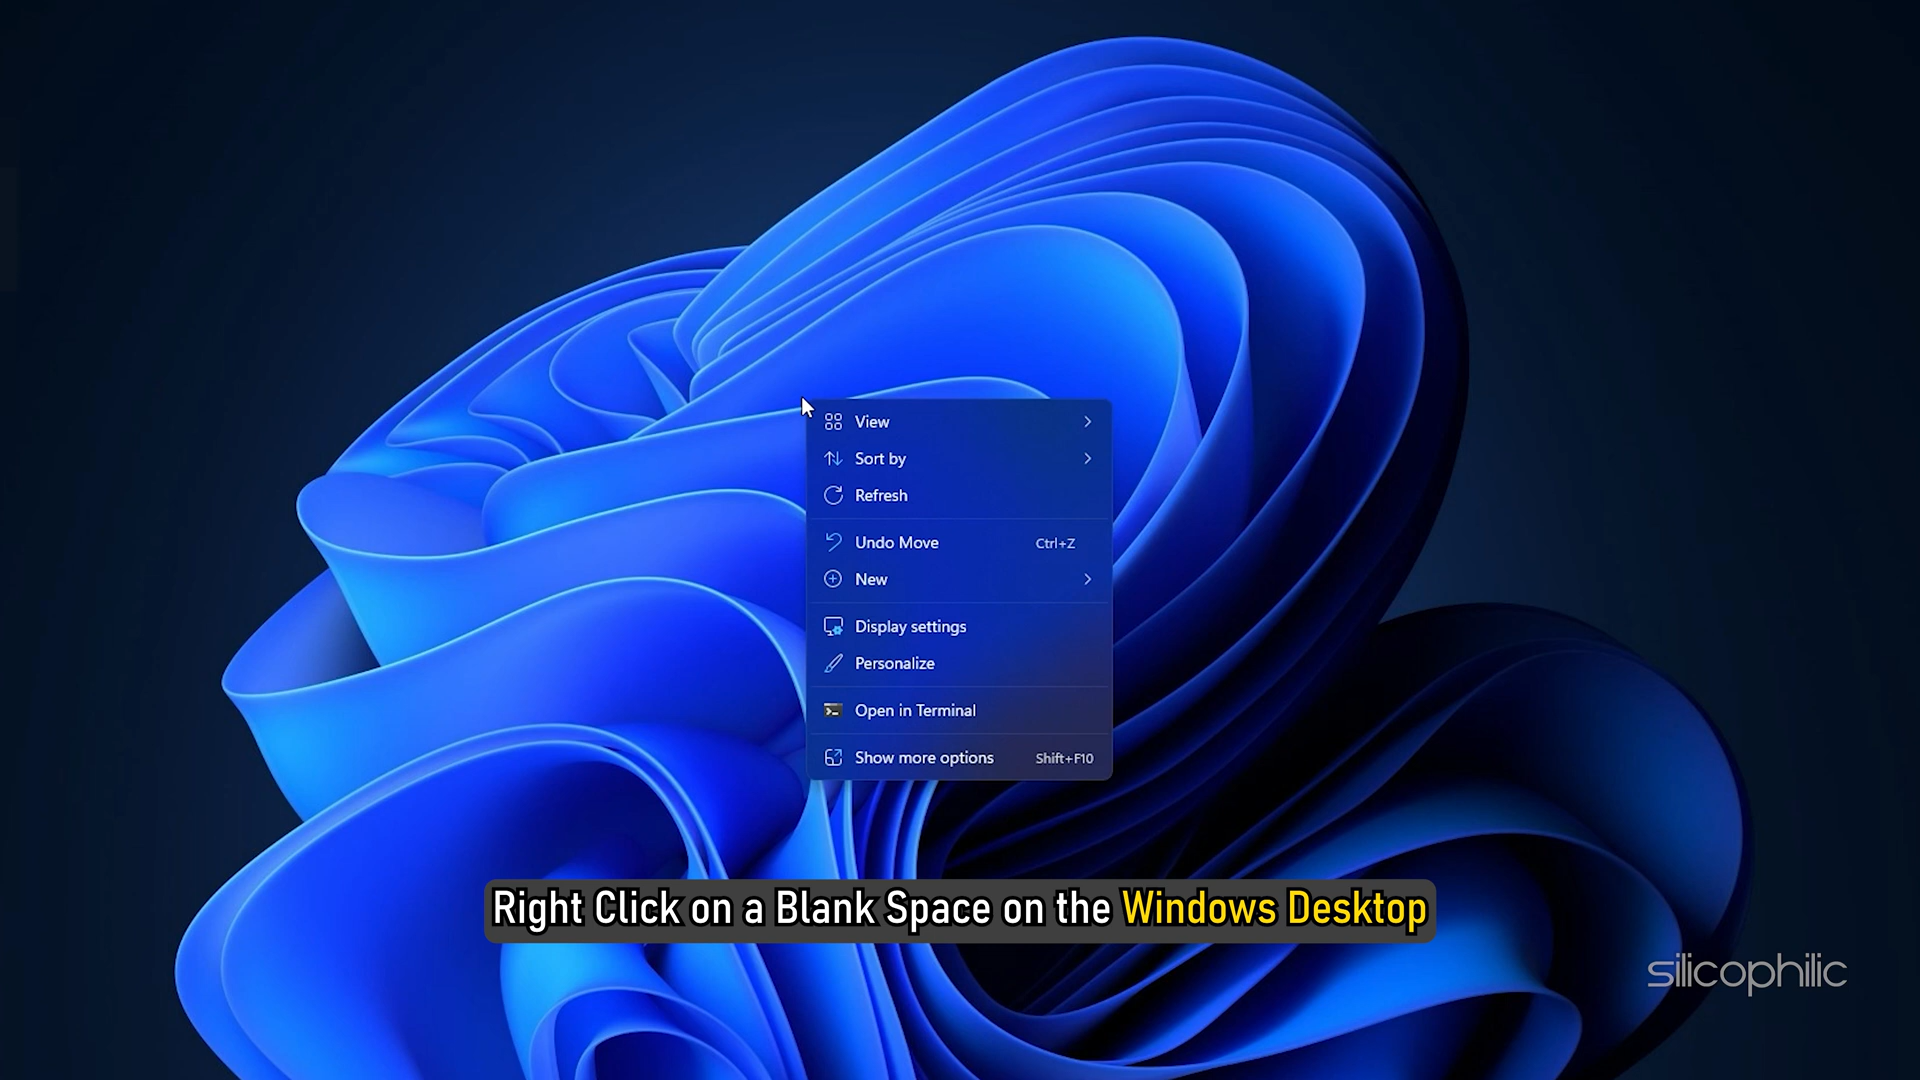 View
Sort by
Refresh
Undo Move Ctrl+Z
New
Display settings
Personalize
Open in Terminal
Show more options Shift+F10
Right Click on a Blank Space on the Windows Desktop
silicophilic